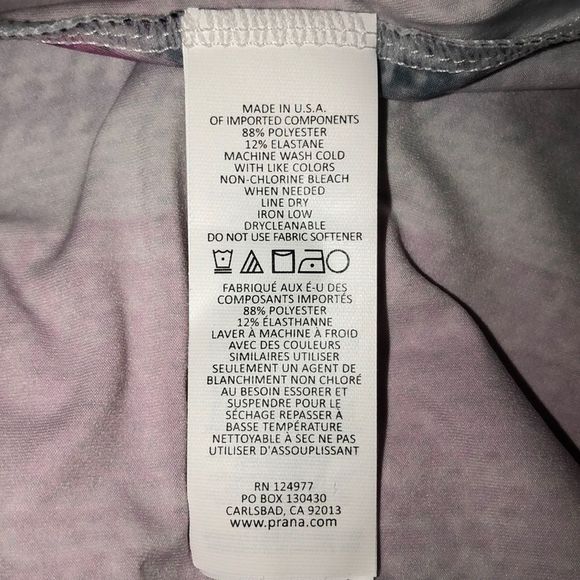 MADE IN U.S.A.
OF IMPORTED COMPONENTS
88% POLYESTER
12% ELASTANE
MACHINE WASH COLD
WITH LIKE COLORS
NON-CHLORINE BLEACH
WHEN NEEDED
LINE DRY
IRON LOW
DRYCLEANABLE
DO NOT USE FABRIC SOFTENER
FABRIQUÉ AUX É-U DES
COMPOSANTS IMPORTÉS
88% POLYESTER
12% ÉLASTHANNE
LAVER À MACHINE À FROID
AVEC DES COULEURS
SIMILAIRES UTILISER
SEULEMENT UN AGENT DE
BLANCHIMENT NON CHLORÉ
AU BESOIN ESSORER ET
SUSPENDRE POUR LE
SÉCHAGE REPASSER À
BASSE TEMPÉRATURE
NETTOYABLE À SEC NE PAS
UTILISER D'ASSOUPLISSANT
RN 124977
PO BOX 130430
CARLSBAD, CA 92013
www.prana.com